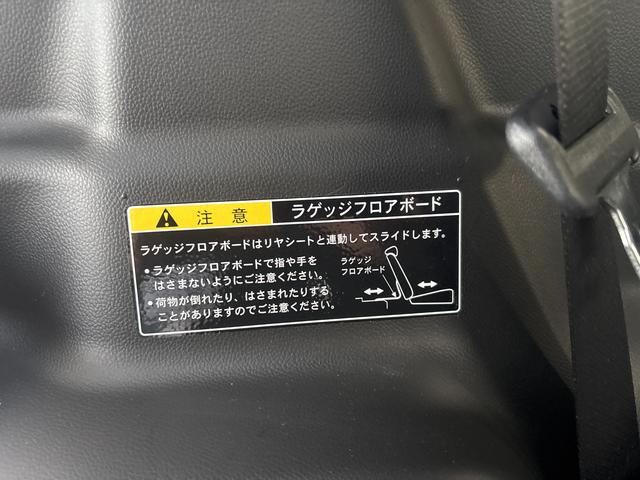 注意 ラゲッジフロアボード
ラゲッジフロアボードはリヤシートと連動してスライドします。
•ラゲッジフロアボードで指や手を
はさまないようにご注意ください。
•荷物が倒れたり、はさまれたりする
ことがありますのでご注意ください。
ラゲッジ
フロアボード